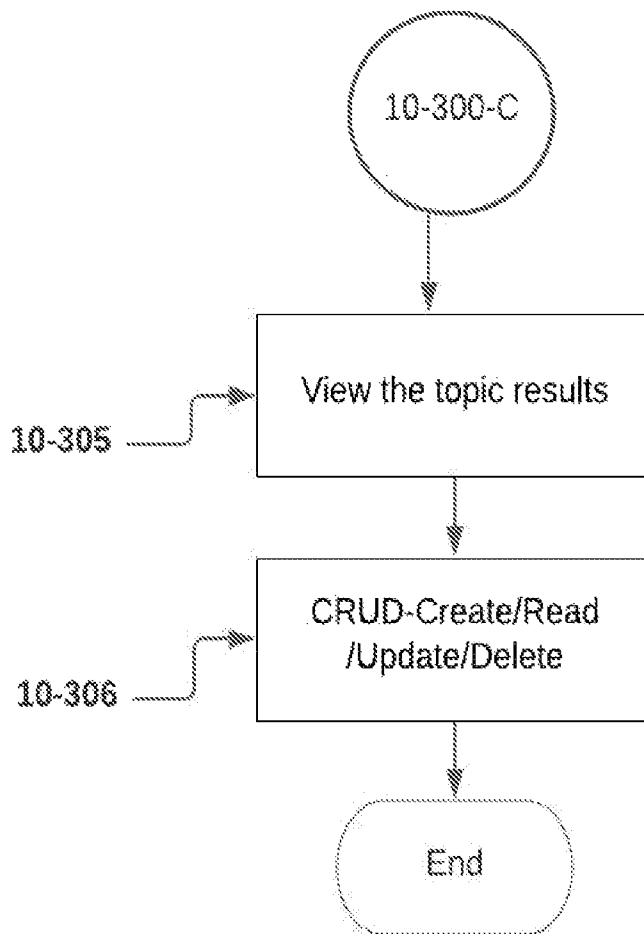 10-300-C
View the topic results
10-305
CRUD-Create/Read
/Update/Delete
10-306
End